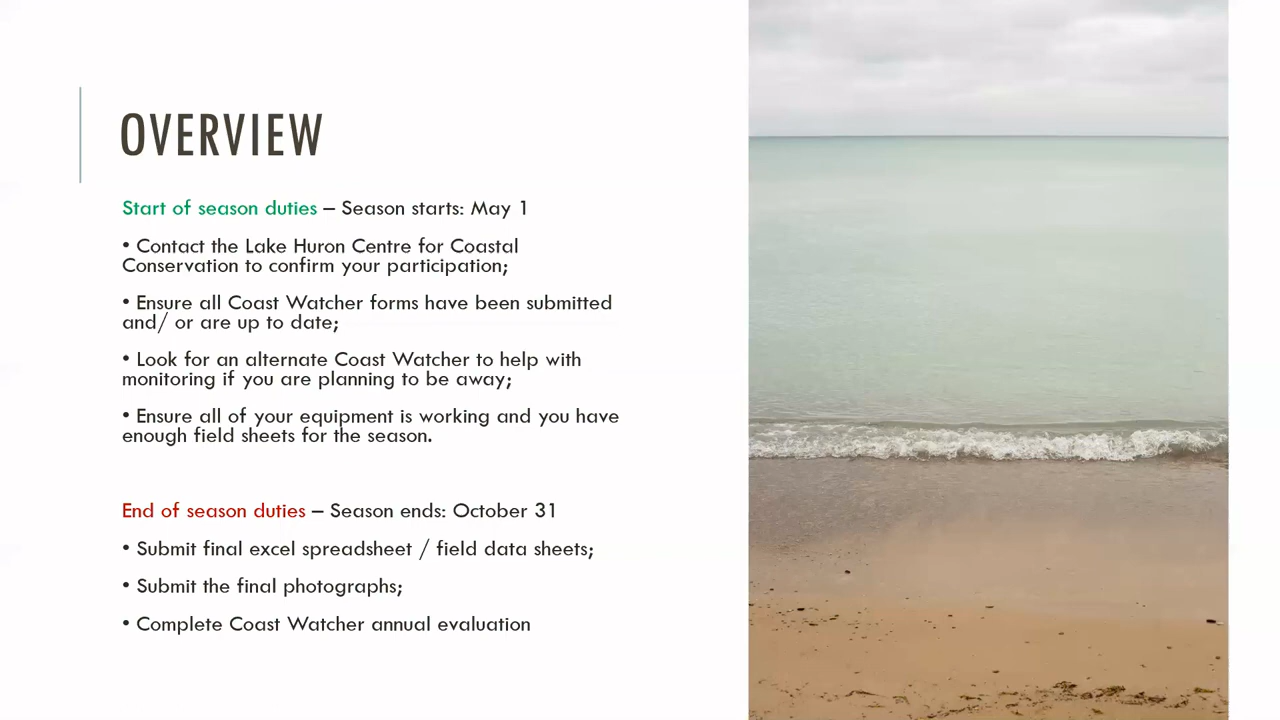 OVERVIEW
Start of season duties – Season starts: May 1
• Contact the Lake Huron Centre for Coastal
Conservation to confirm your participation;
• Ensure all Coast Watcher forms have been submitted
and/ or are up to date;
• Look for an alternate Coast Watcher to help with
monitoring if you are planning to be away;
• Ensure all of your equipment is working and you have
enough field sheets for the season.
End of season duties – Season ends: October 31
• Submit final excel spreadsheet / field data sheets;
• Submit the final photographs;
• Complete Coast Watcher annual evaluation